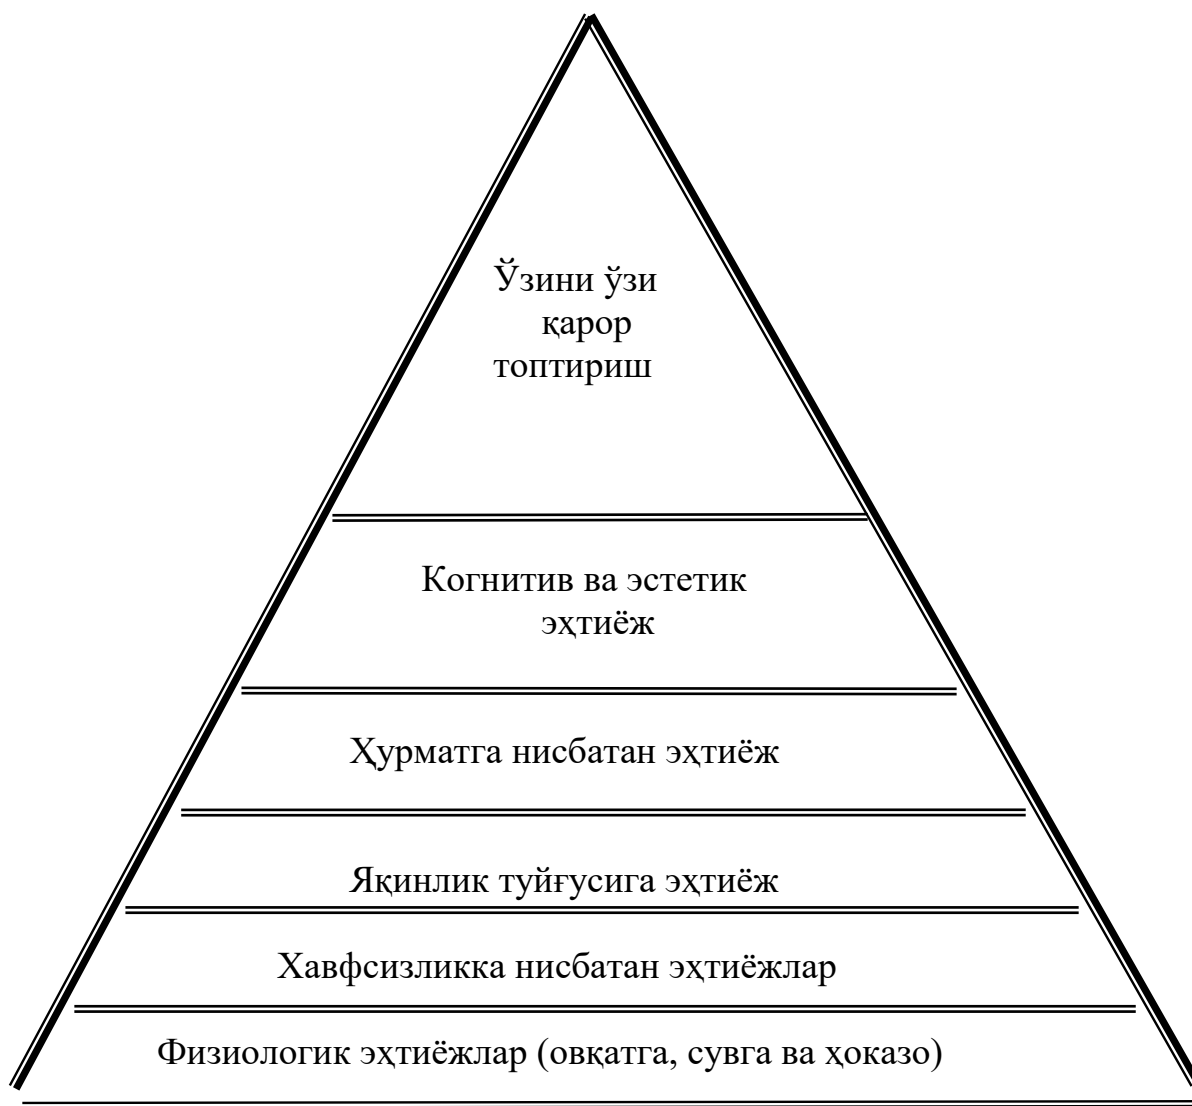 Ўзини ўзи
қарор
топтириш
Когнитив ва эстетик
эҳтиёж
Ҳурматга нисбатан эҳтиёж
Яқинлик туйғусига эҳтиёж
Хавфсизликка нисбатан эҳтиёжлар
Физиологик эҳтиёжлар (овқатга, сувга ва ҳоказо)